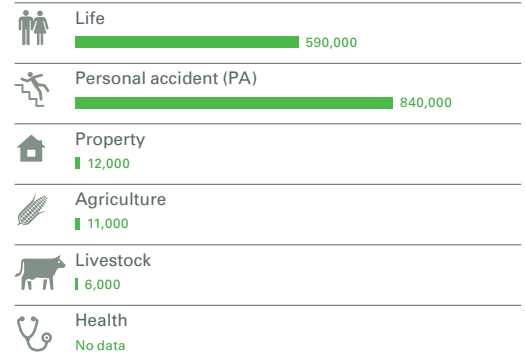 Life
590,000
Personal accident (PA)
840,000
Property
12,000
Agriculture
11,000
Livestock
6,000
Health
No data